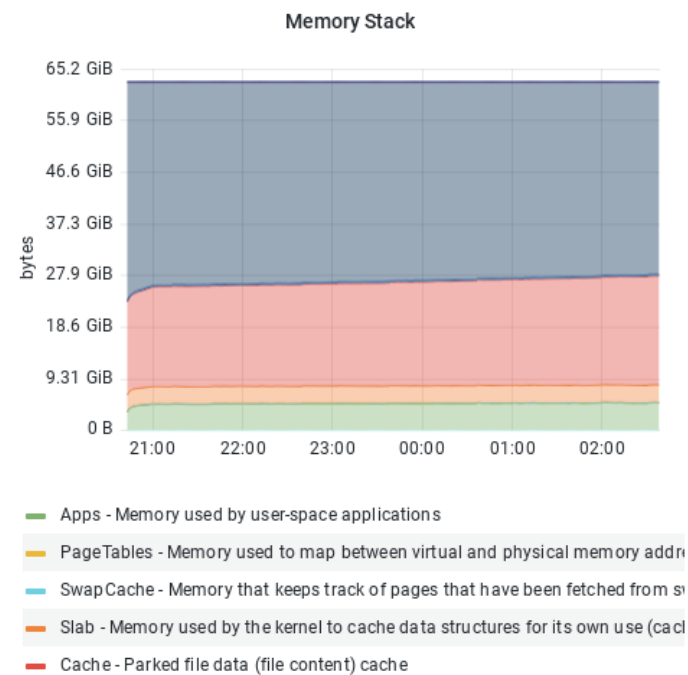 Memory Stack
65.2 GiB
55.9 GiB
46.6 GiB
37.3 GiB
27.9 GiB
18.6 GiB
9.31 GiB
0 B
bytes
21:00 22:00 23:00 00:00 01:00 02:00
Apps - Memory used by user-space applications
PageTables - Memory used to map between virtual and physical memory addre
SwapCache - Memory that keeps track of pages that have been fetched from sw
Slab - Memory used by the kernel to cache data structures for its own use (cach
Cache - Parked file data (file content) cache